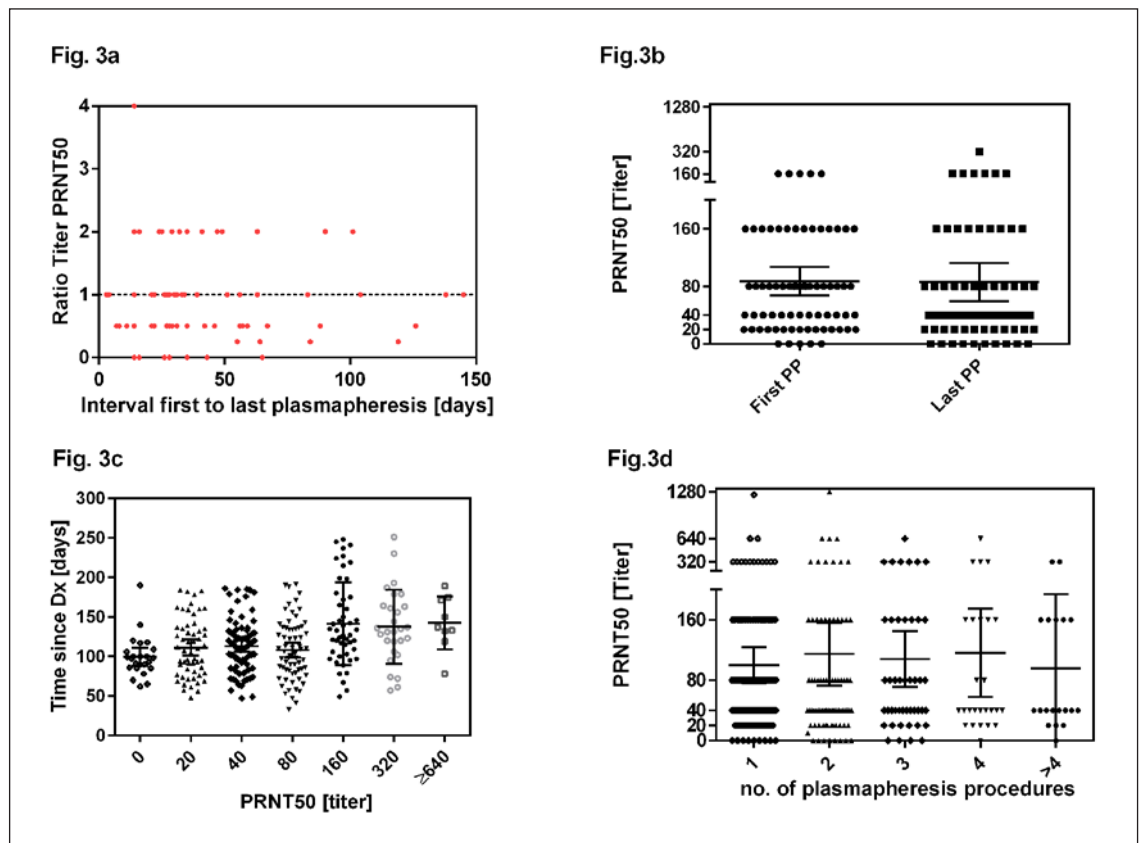 Fig. 3a
4
3
2
1
0
Ratio Titer PRNT50
0 50 100 150
Interval first to last plasmapheresis [days]
Fig.3b
1280
320
160
160
80
40
20
0
PRNT50 [Titer]
First PP Last PP
Fig. 3c
300
250
200
150
100
50
0
Time since Dx [days]
0 20 40 80 160 320 ≥640
PRNT50 [titer]
Fig.3d
1280
640
320
160
80
40
20
0
PRNT50 [Titer]
1 2 3 4 >4
no. of plasmapheresis procedures